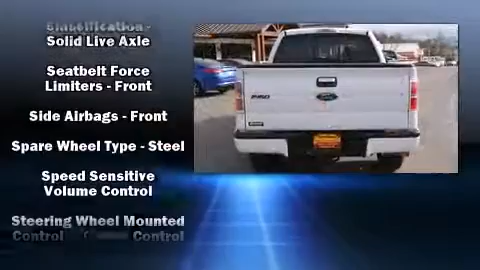 Classification -
Solid Live Axle
Seatbelt Force
Limiters - Front
Side Airbags - Front
Spare Wheel Type - Steel
Speed Sensitive
Volume Control
Steering Wheel Mounted
Control - Control